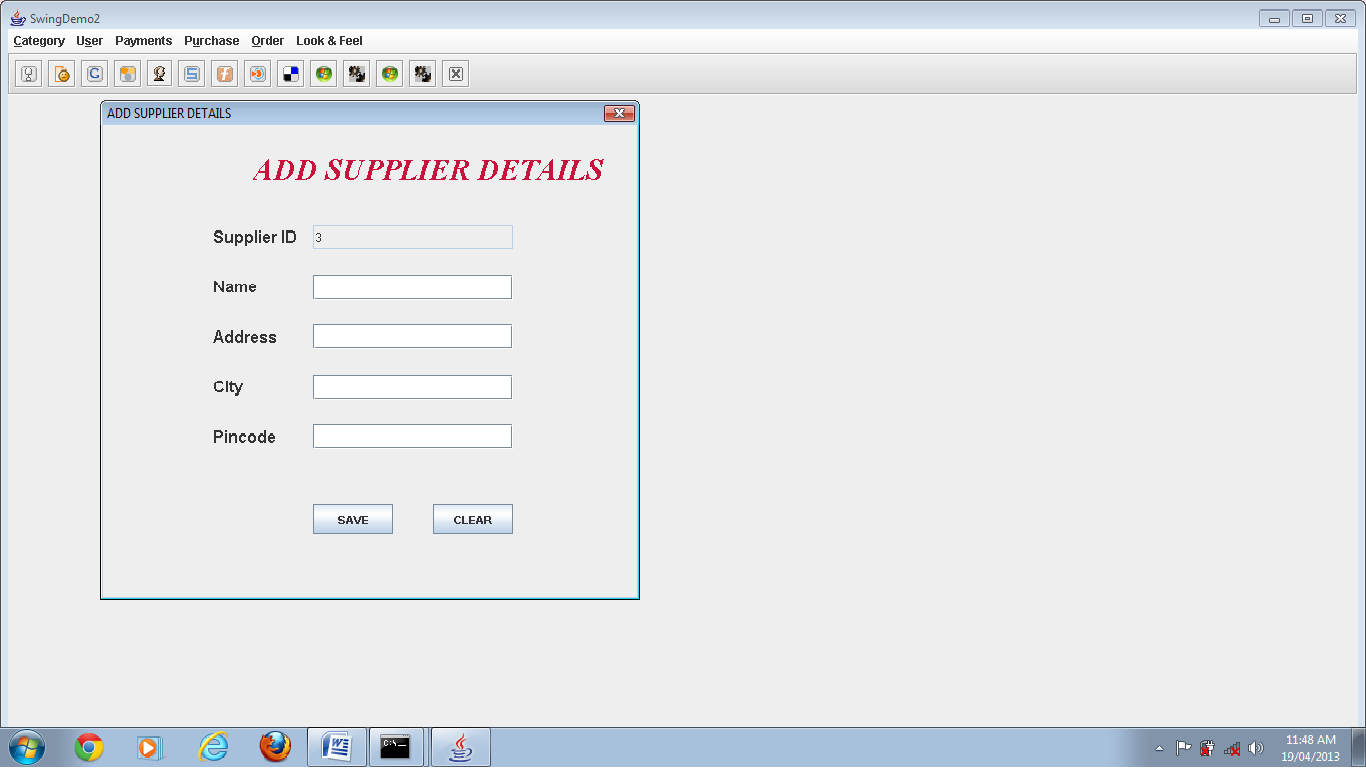 SwingDemo2
Category User Payments Purchase Order Look & Feel
ADD SUPPLIER DETAILS
ADD SUPPLIER DETAILS
Supplier ID 3
Name
Address
City
Pincode
SAVE CLEAR
11:48 AM
19/04/2013